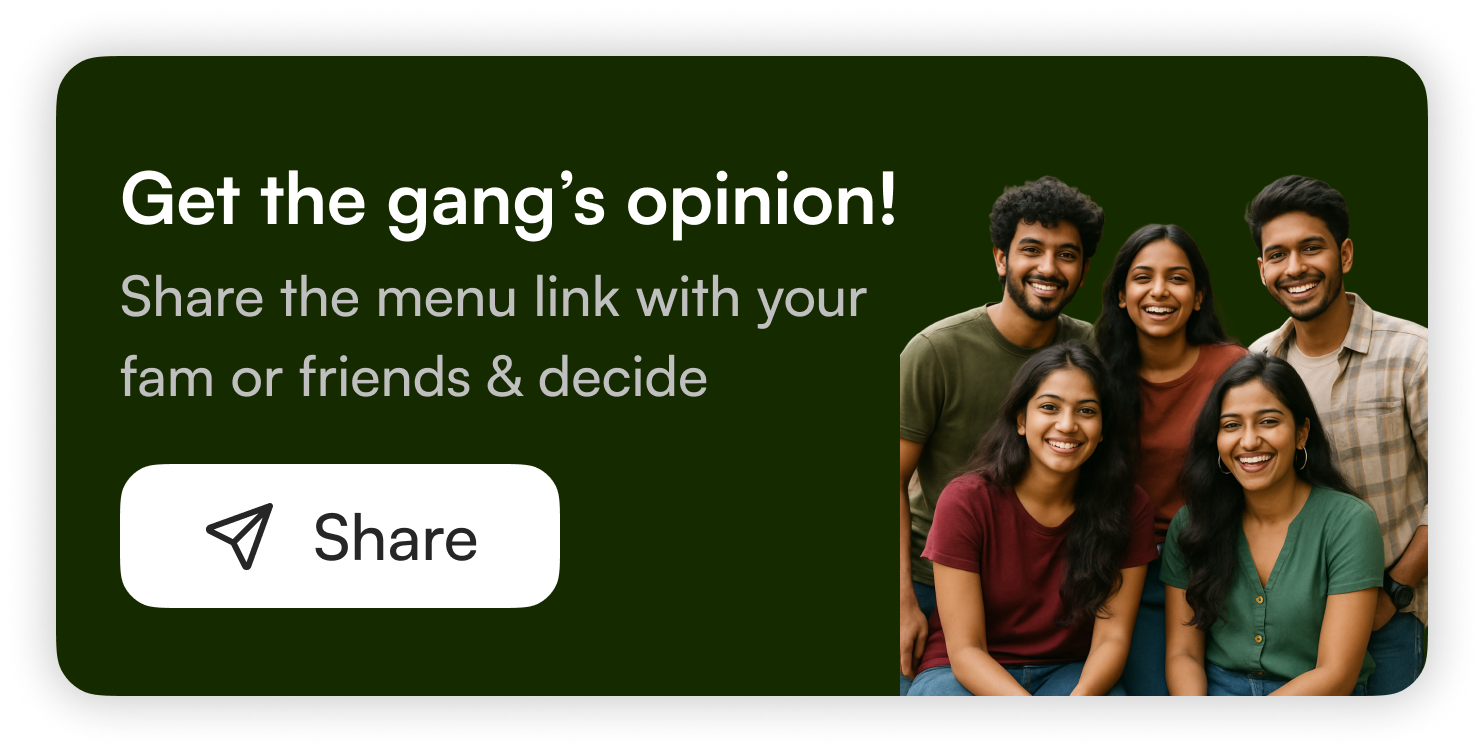 Get the gang’s opinion!
Share the menu link with your
fam or friends & decide
Share